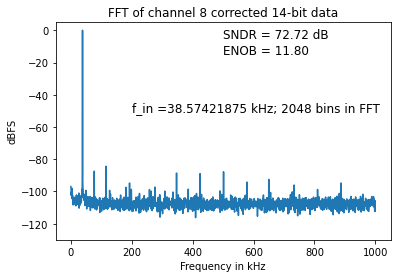 FFT of channel 8 corrected 14-bit data
SNDR = 72.72 dB
ENOB = 11.80
f_in =38.57421875 kHz; 2048 bins in FFT
dBFS
0
−20
−40
−60
−80
−100
−120
0
200
400
600
800
1000
Frequency in kHz